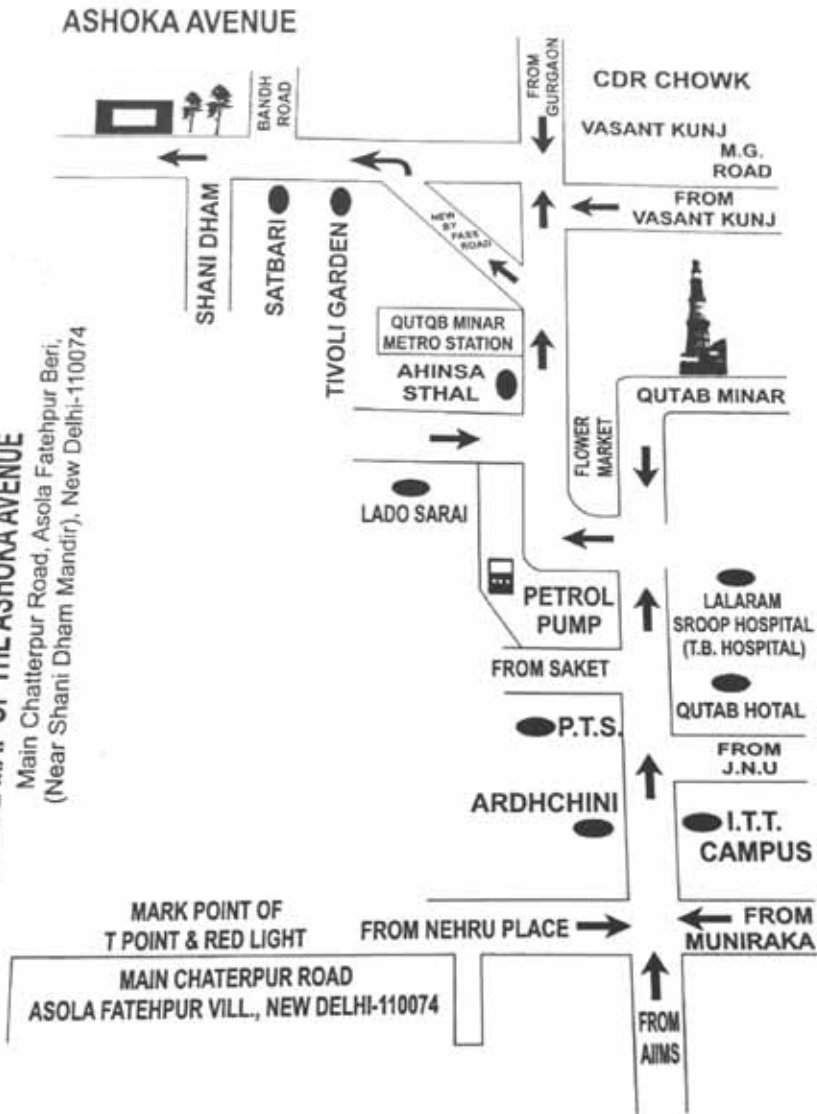 ASHOKA AVENUE
BANDH
ROAD
FROM
GURGAON
CDR CHOWK
VASANT KUNJ
M.G.
ROAD
FROM
VASANT KUNJ
NEW
BY
PASS
ROAD
SHANI DHAM
SATBARI
TIVOLI GARDEN
QUTQB MINAR
METRO STATION
AHINSA
STHAL
QUTAB MINAR
FLOWER
MARKET
LADO SARAI
PETROL
PUMP
LALARAM
SROOP HOSPITAL
(T.B. HOSPITAL)
FROM SAKET
QUTAB HOTAL
P.T.S.
FROM
J.N.U
ARDHCHINI
I.T.T.
CAMPUS
MAP OF THE ASHOKA AVENUE
Main Chatterpur Road, Asola Fatehpur Beri,
(Near Shani Dham Mandir), New Delhi-110074
MARK POINT OF
T POINT & RED LIGHT
FROM NEHRU PLACE
FROM
MUNIRAKA
MAIN CHATERPUR ROAD
ASOLA FATEHPUR VILL., NEW DELHI-110074
FROM
AIIMS